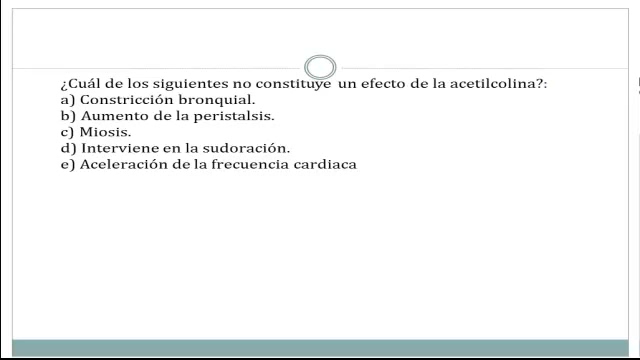 ¿Cuál de los siguientes no constituye un efecto de la acetilcolina?:
a) Constricción bronquial.
b) Aumento de la peristalsis.
c) Miosis.
d) Interviene en la sudoración.
e) Aceleración de la frecuencia cardiaca